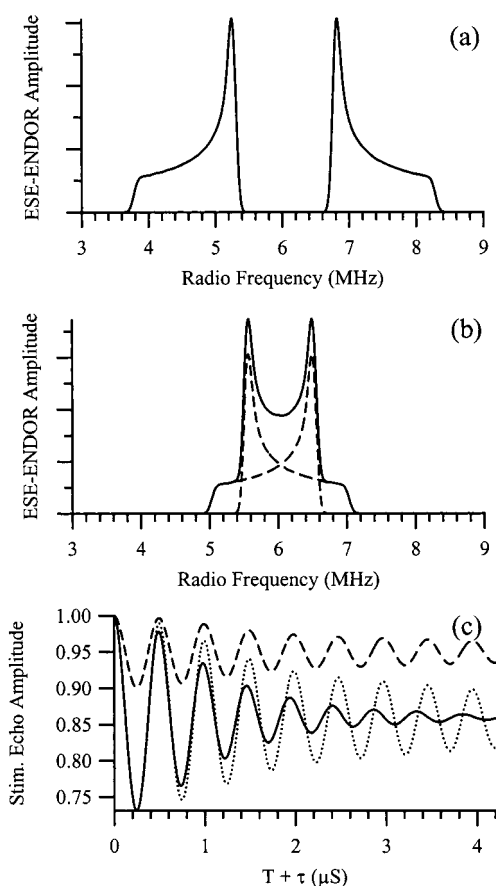 (a)
ESE-ENDOR Amplitude
3 4 5 6 7 8 9
Radio Frequency (MHz)
(b)
ESE-ENDOR Amplitude
3 4 5 6 7 8 9
Radio Frequency (MHz)
(c)
Stim. Echo Amplitude
1.00
0.95
0.90
0.85
0.80
0.75
0 1 2 3 4
T + τ (μS)